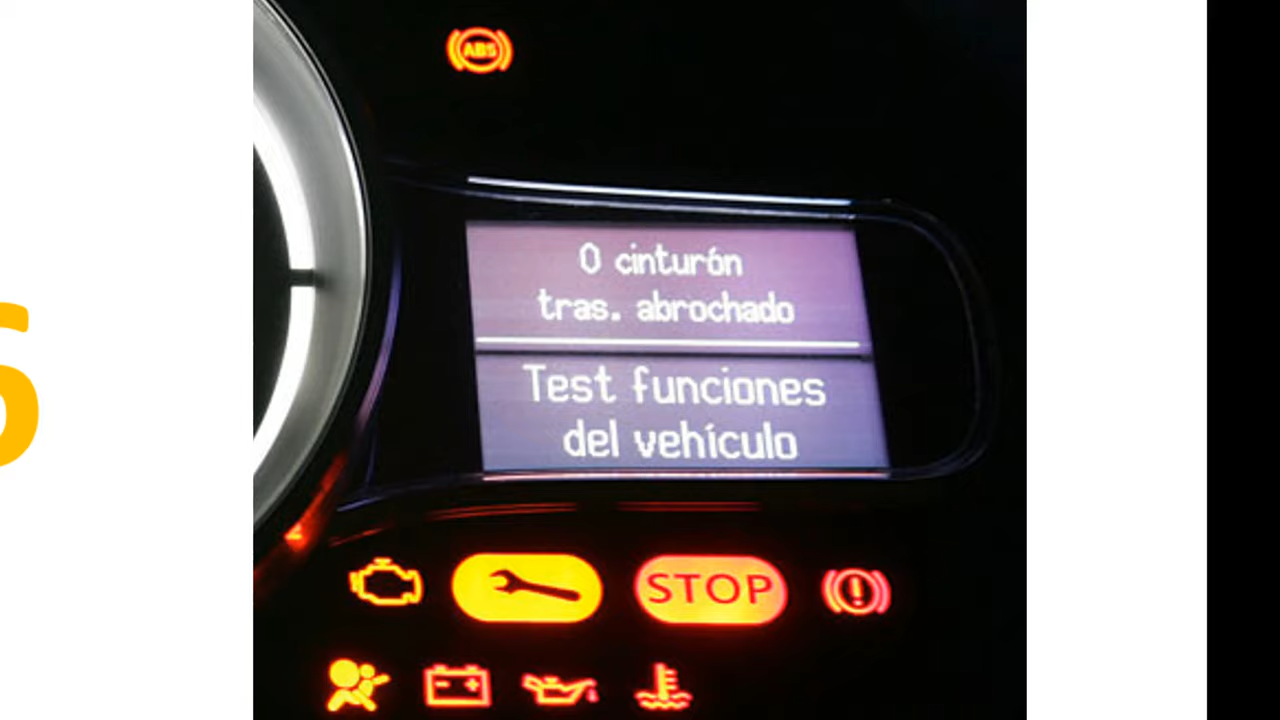 ABS
0 cinturón
tras. abrochado
Test funciones
del vehículo
STOP